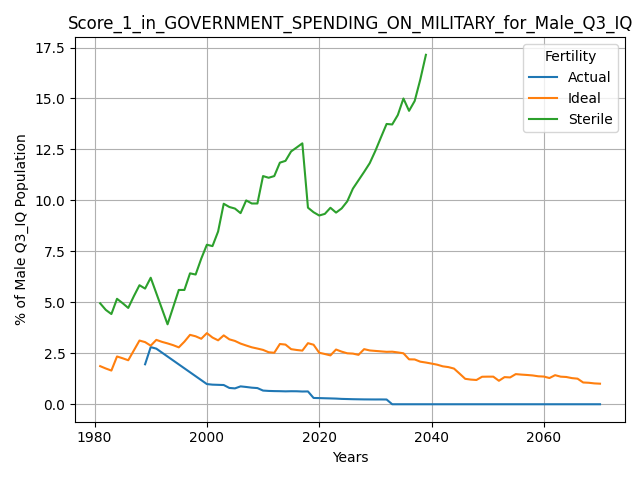 Score_1_in_GOVERNMENT_SPENDING_ON_MILITARY_for_Male_Q3_IQ
Fertility
Actual
Ideal
Sterile
% of Male Q3_IQ Population
17.5
15.0
12.5
10.0
7.5
5.0
2.5
0.0
1980 2000 2020 2040 2060
Years